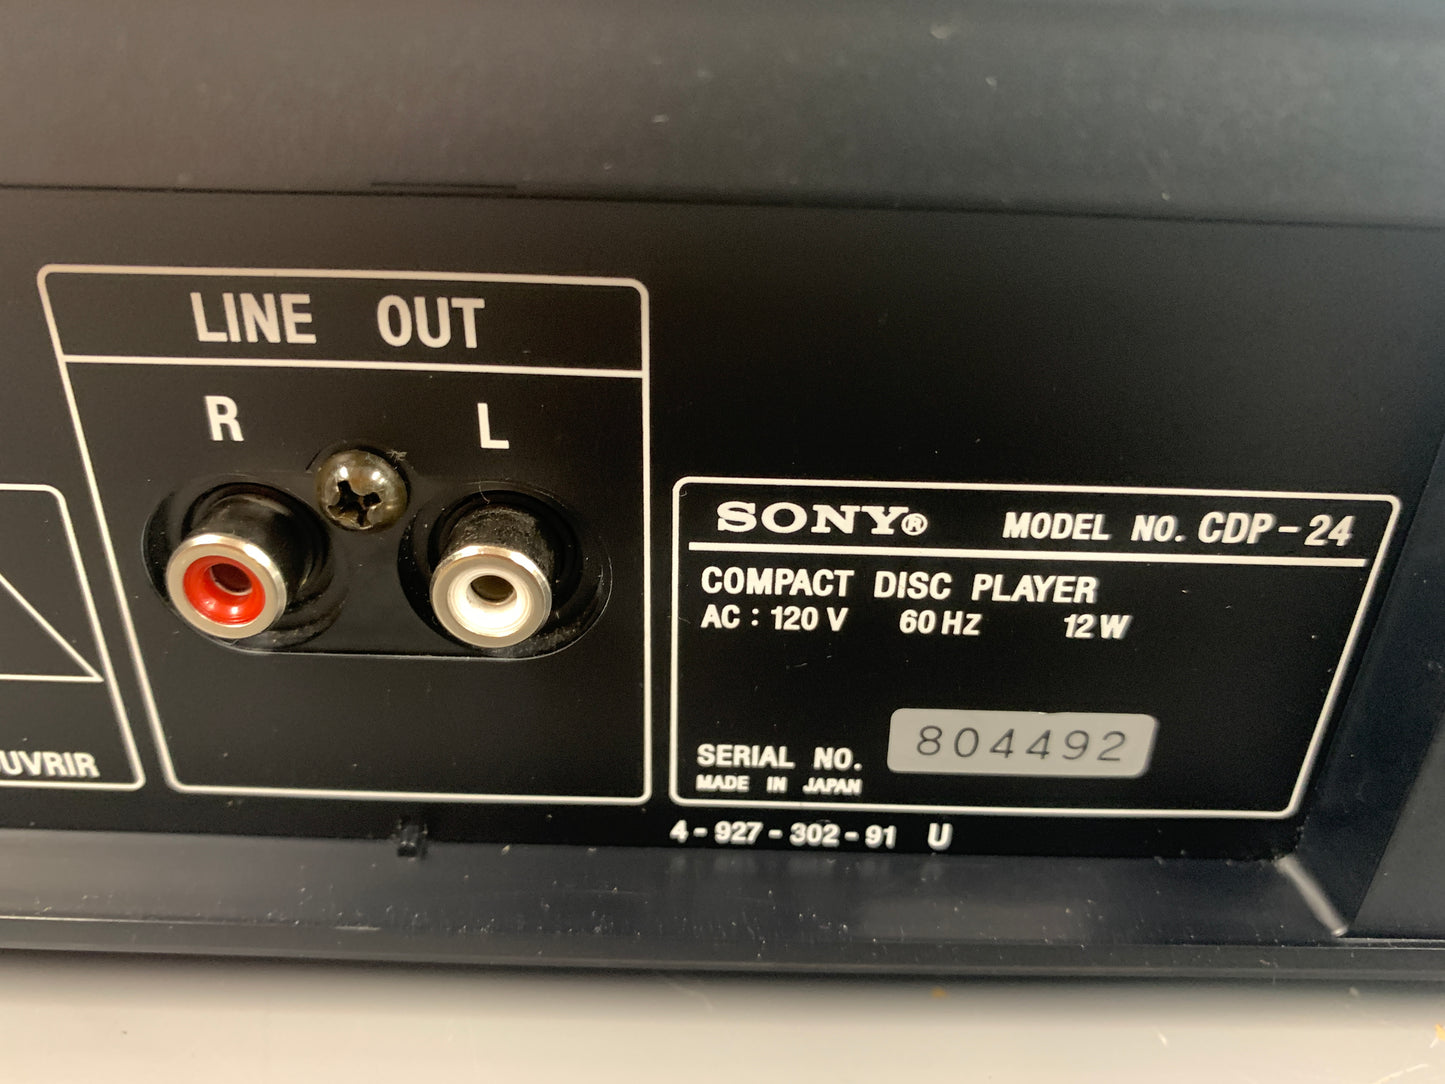 LINE OUT
R L
SONY® MODEL NO. CDP-24
COMPACT DISC PLAYER
AC : 120 V 60 HZ 12 W
SERIAL NO. 804492
MADE IN JAPAN
4-927-302-91 U